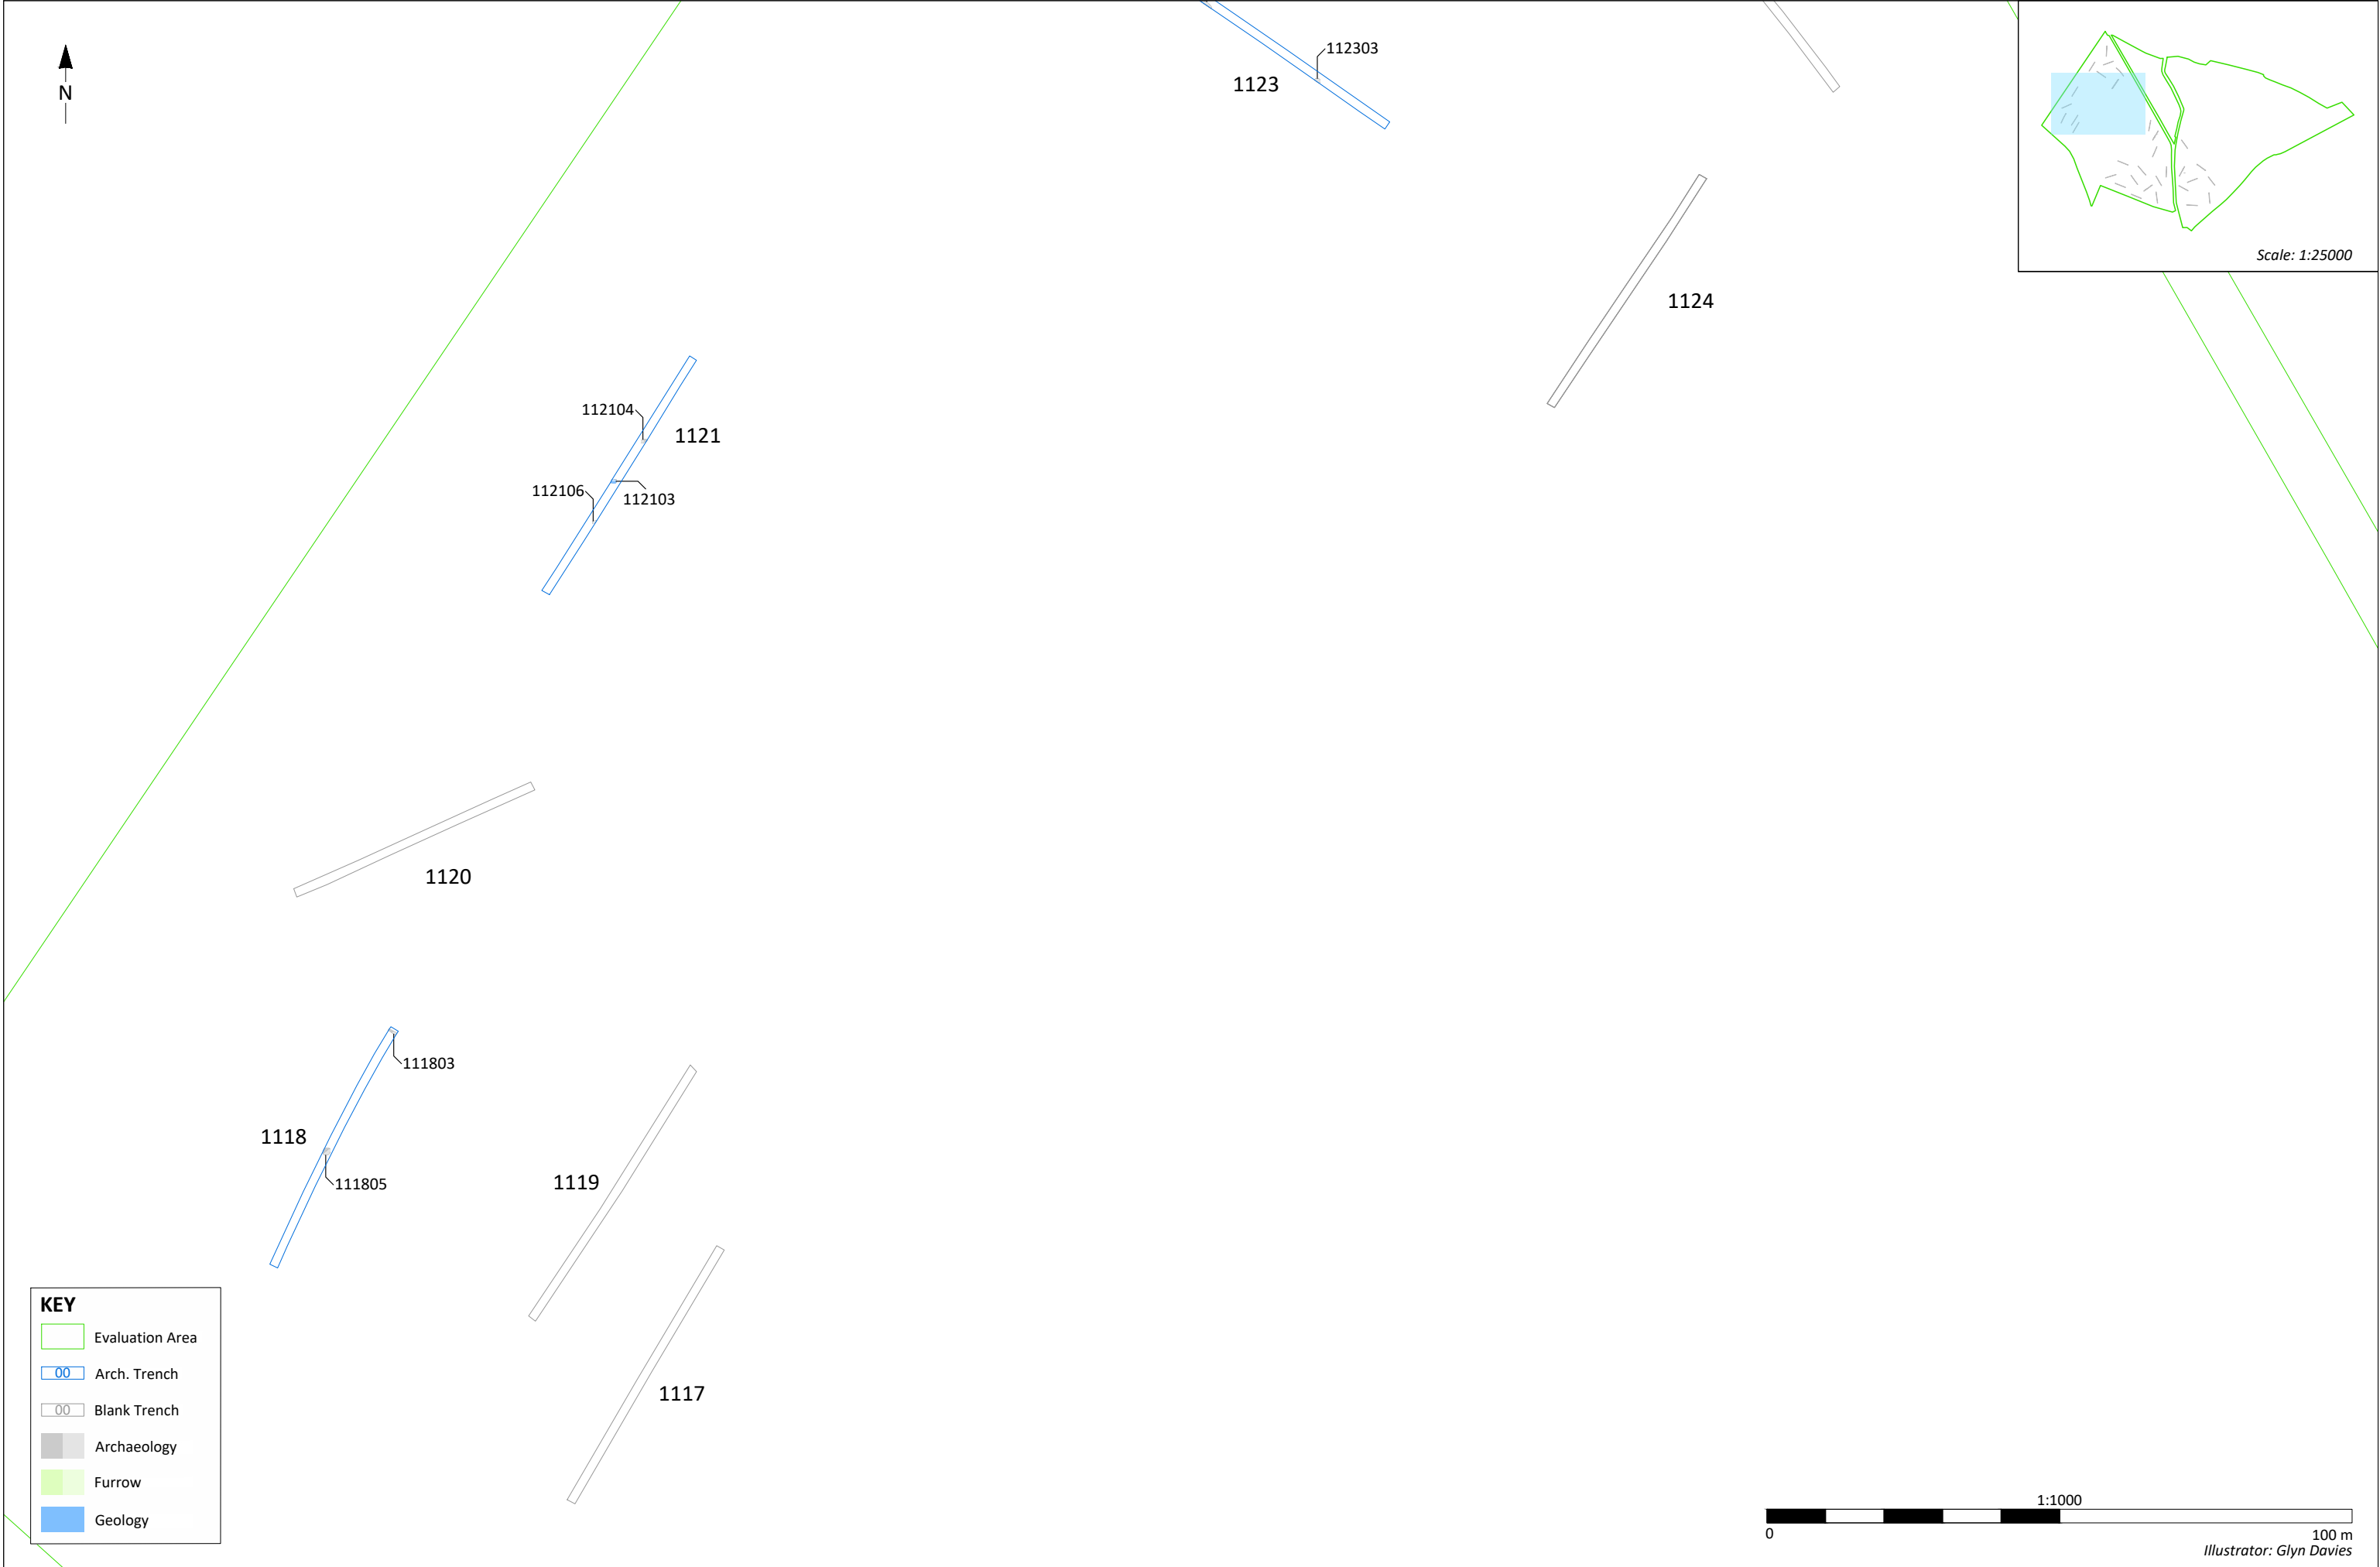 N
112303
1123
Scale: 1:25000
1124
112104
1121
112106
112103
1120
111803
1118
111805
1119
1117
KEY
Evaluation Area
00 Arch. Trench
00 Blank Trench
Archaeology
Furrow
Geology
1:1000
0 100 m
Illustrator: Glyn Davies